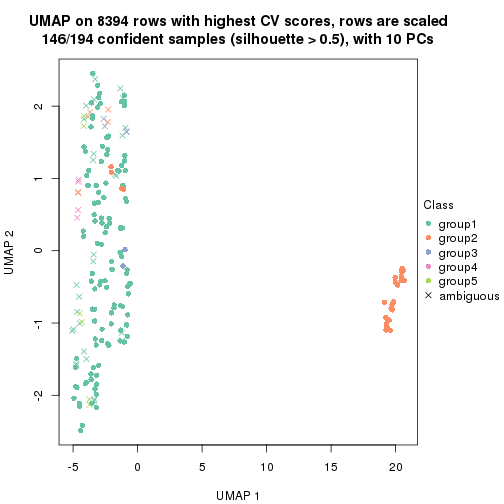 UMAP on 8394 rows with highest CV scores, rows are scaled
146/194 confident samples (silhouette > 0.5), with 10 PCs
2
1
0
-1
-2
UMAP 2
-5
0
5
10
15
20
UMAP 1
Class
group1
group2
group3
group4
group5
ambiguous